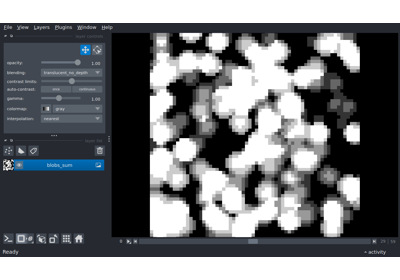 File View Layers Plugins Window Help
opacity: 1.00
blending: translucent_no_depth
contrast limits:
auto-contrast: once continuous
gamma: 1.00
colormap: gray
interpolation: nearest
blobs_sum
Ready
activity